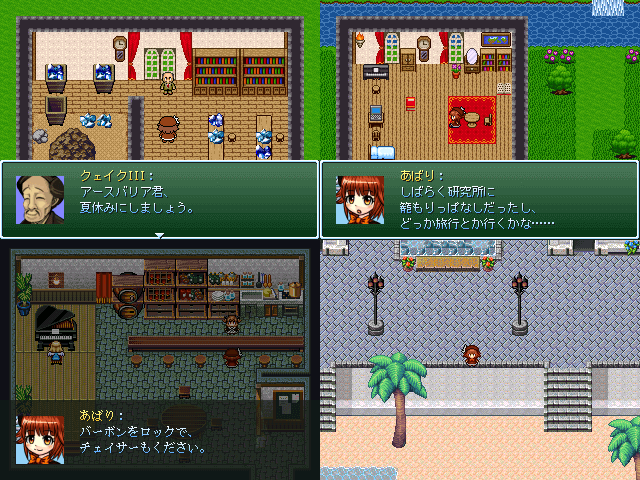 クェイクIII：
アースバリア君、
夏休みにしましょう。
あばり：
しばらく研究所に
籠もりっぱなしだったし、
どっか旅行とか行くかな……
あばり：
バーボンをロックで、
チェイサーもください。